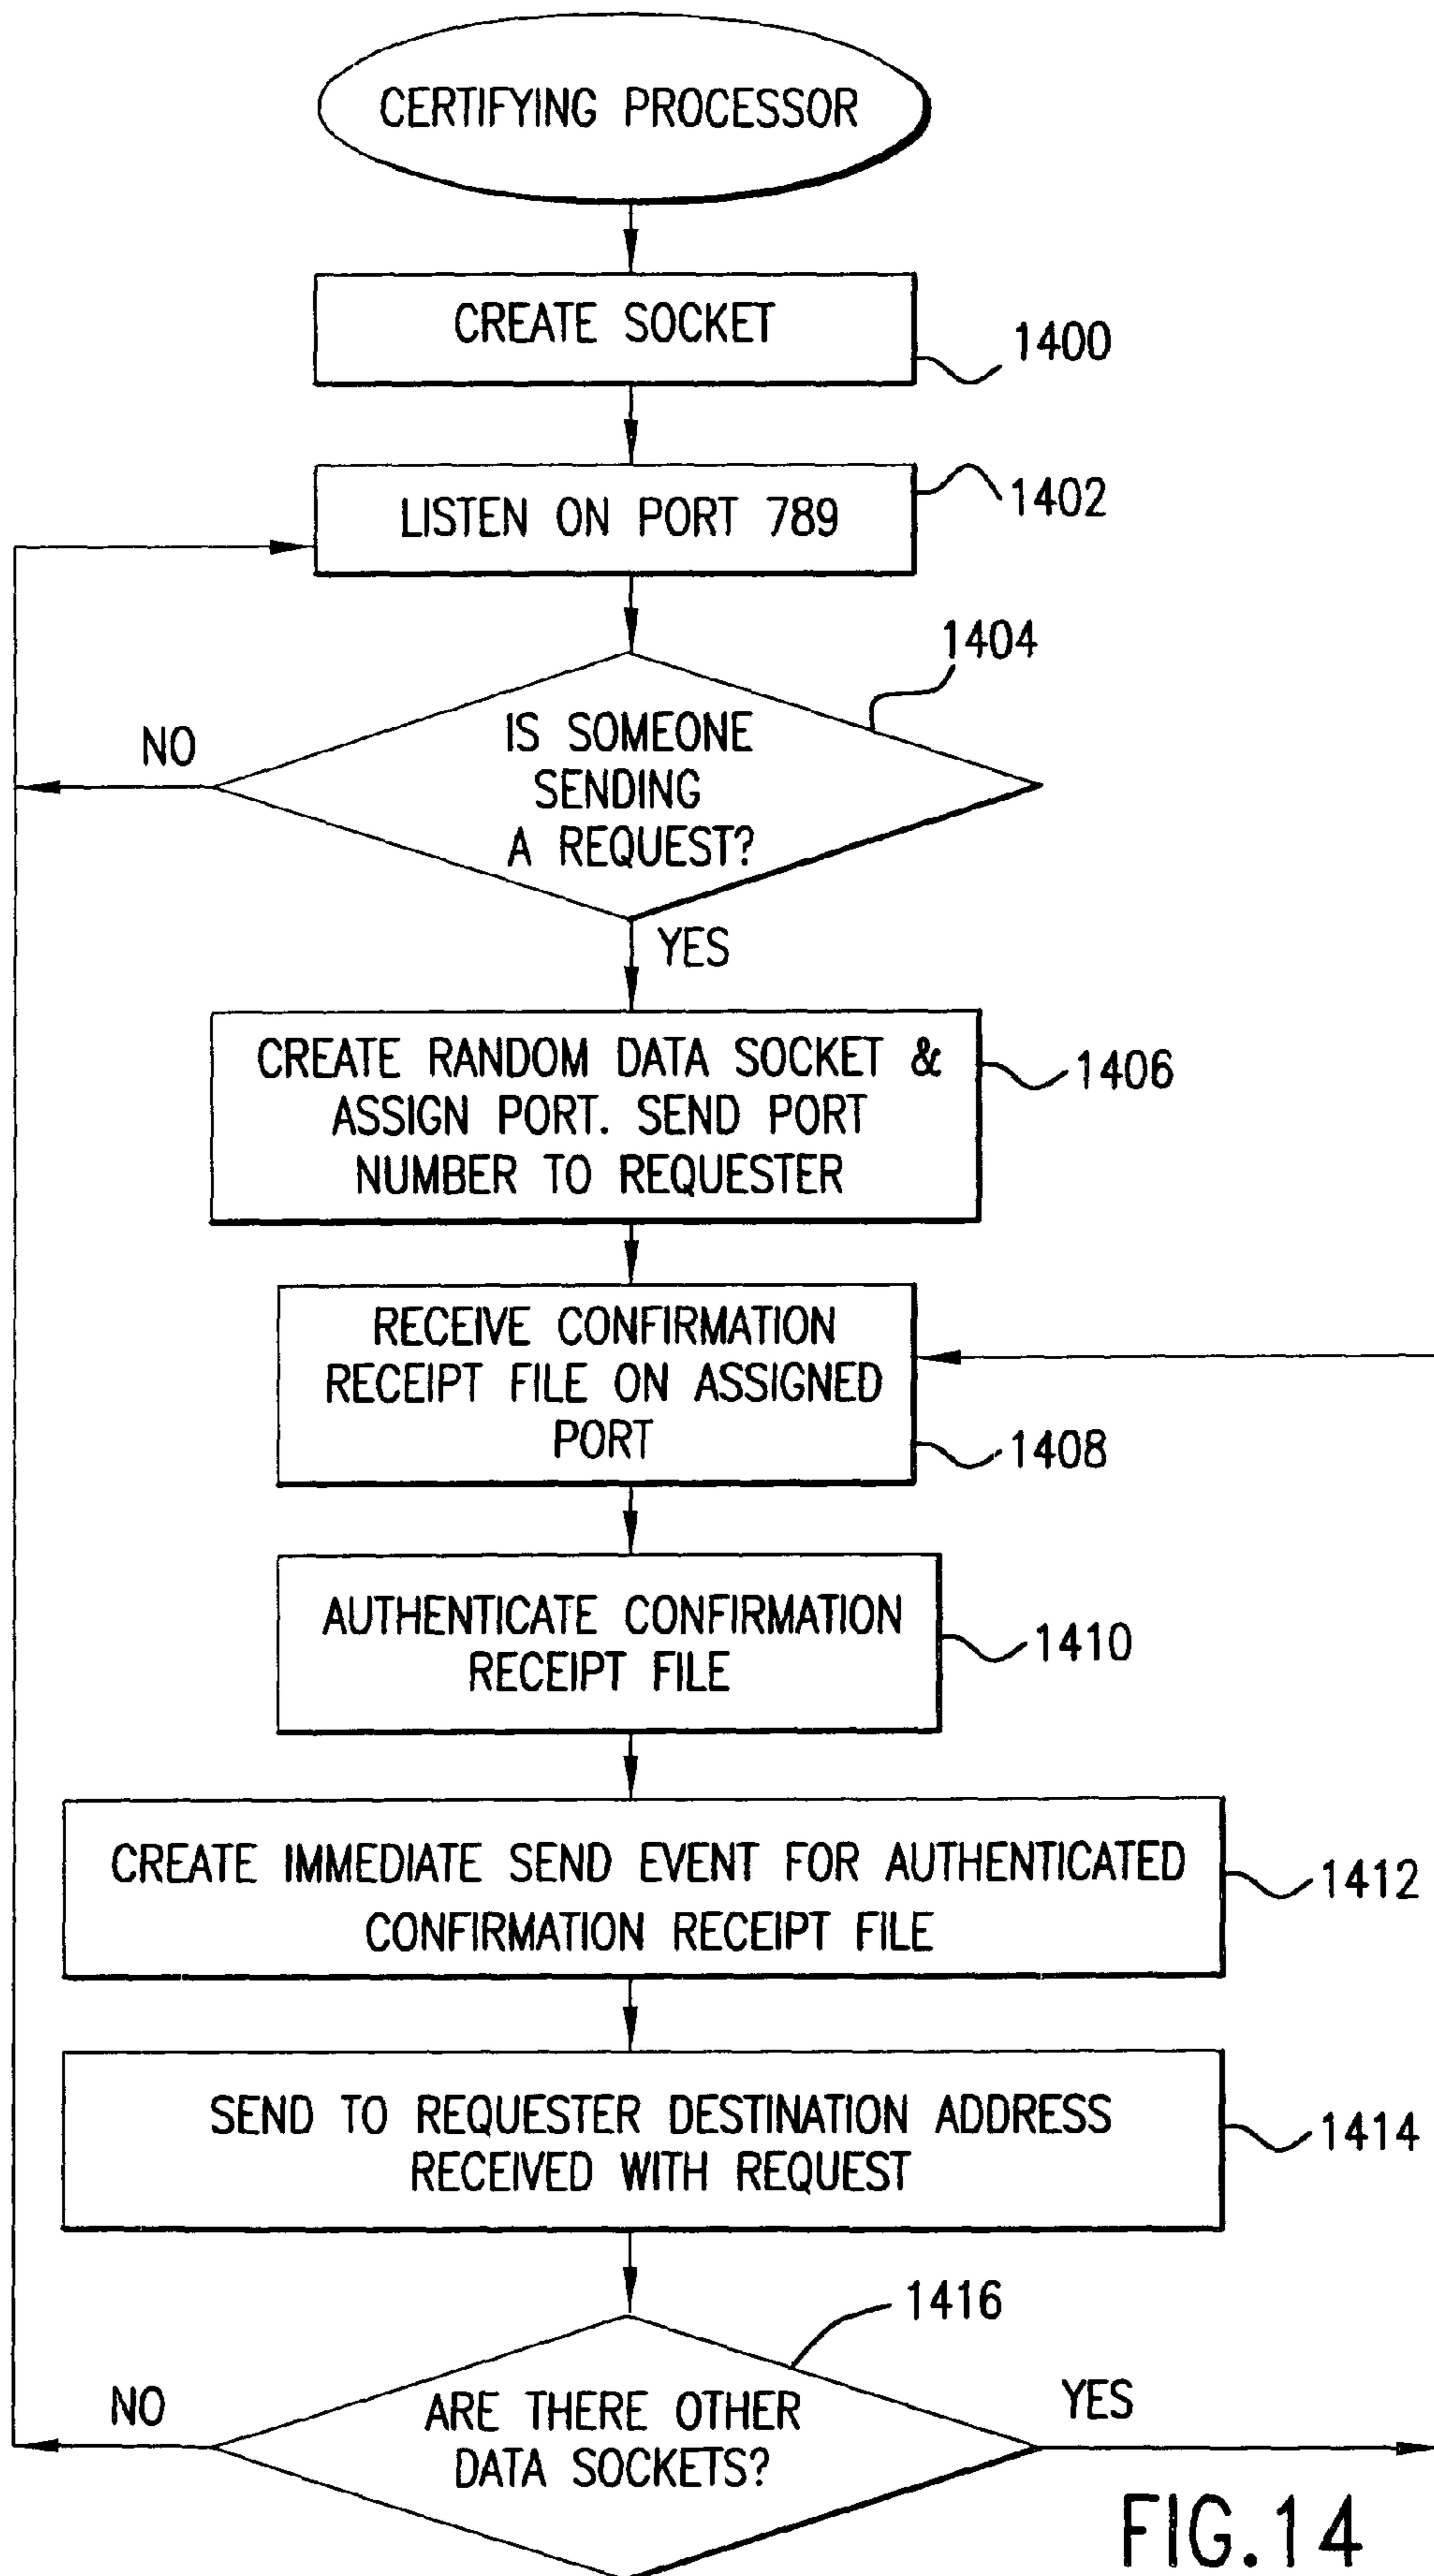 CERTIFYING PROCESSOR
CREATE SOCKET
1400
LISTEN ON PORT 789
1402
1404
IS SOMEONE
SENDING
A REQUEST?
NO
YES
CREATE RANDOM DATA SOCKET &
ASSIGN PORT. SEND PORT
NUMBER TO REQUESTER
1406
RECEIVE CONFIRMATION
RECEIPT FILE ON ASSIGNED
PORT
1408
AUTHENTICATE CONFIRMATION
RECEIPT FILE
1410
CREATE IMMEDIATE SEND EVENT FOR AUTHENTICATED
CONFIRMATION RECEIPT FILE
1412
SEND TO REQUESTER DESTINATION ADDRESS
RECEIVED WITH REQUEST
1414
1416
ARE THERE OTHER
DATA SOCKETS?
NO
YES
FIG.14